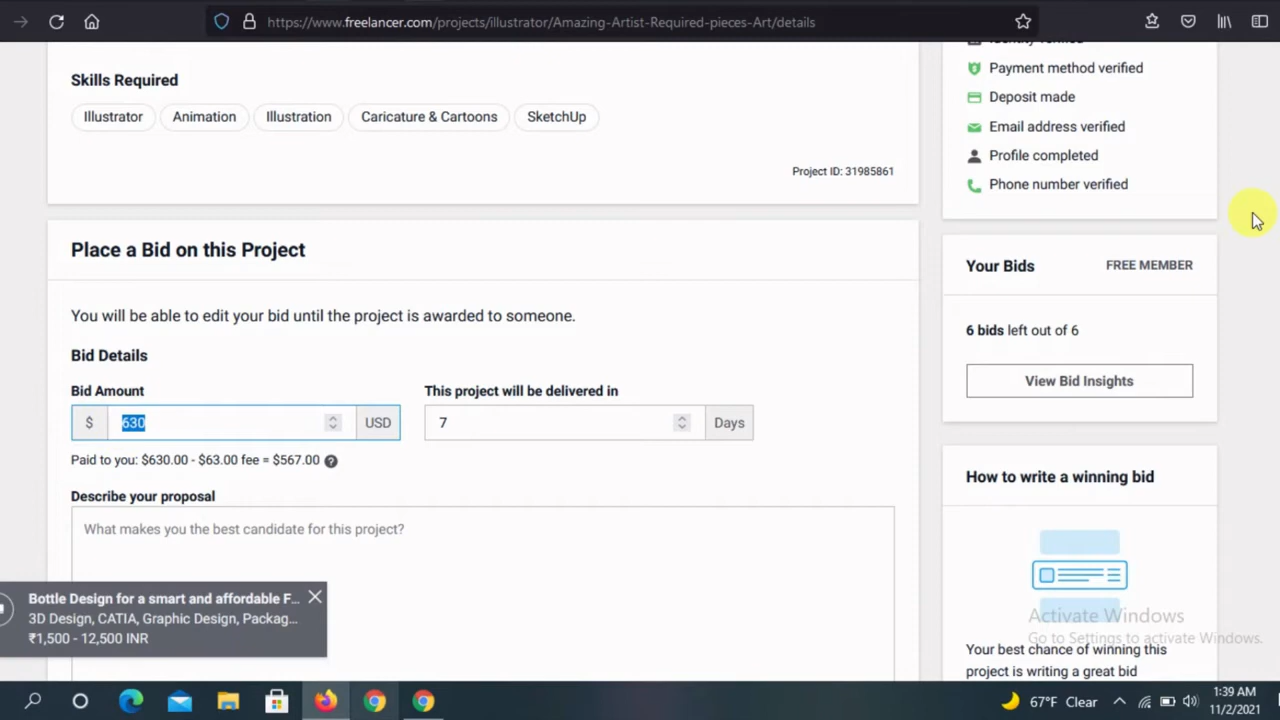 https://www.freelancer.com/projects/illustrator/Amazing-Artist-Required-pieces-Art/details
Skills Required
Illustrator
Animation
Illustration
Caricature & Cartoons
SketchUp
Project ID: 31985861
Place a Bid on this Project
You will be able to edit your bid until the project is awarded to someone.
Bid Details
Bid Amount
This project will be delivered in
$ 630 USD
7 Days
Paid to you: $630.00 - $63.00 fee = $567.00
Describe your proposal
What makes you the best candidate for this project?
Identity verified
Payment method verified
Deposit made
Email address verified
Profile completed
Phone number verified
Your Bids FREE MEMBER
6 bids left out of 6
View Bid Insights
How to write a winning bid
Your best chance of winning this
project is writing a great bid
Activate Windows
Go to Settings to activate Windows.
Bottle Design for a smart and affordable F...
3D Design, CATIA, Graphic Design, Packag...
₹1,500 - 12,500 INR
67°F Clear
1:39 AM
11/2/2021